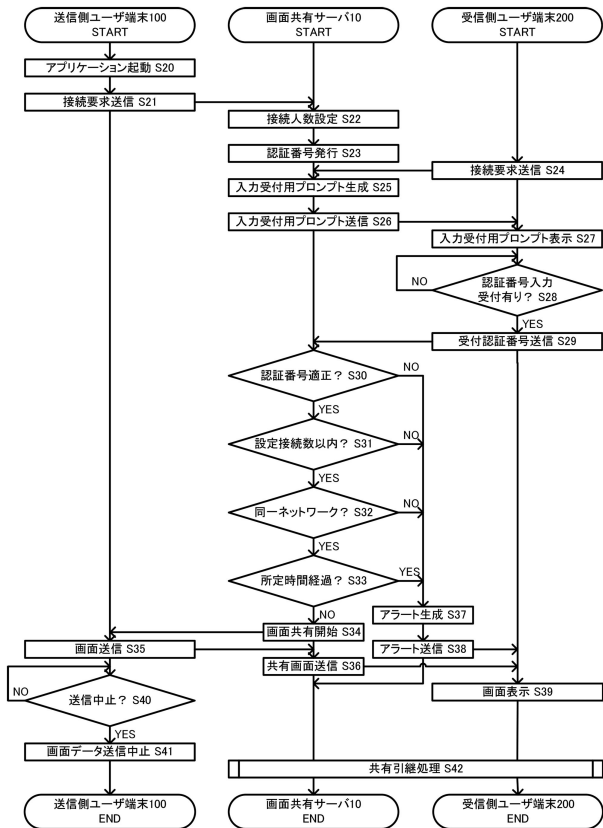 送信側ユーザ端末100
START
画面共有サーバ10
START
受信側ユーザ端末200
START
アプリケーション起動 S20
接続要求送信 S21
接続人数設定 S22
認証番号発行 S23
接続要求送信 S24
入力受付用プロンプト生成 S25
入力受付用プロンプト送信 S26
入力受付用プロンプト表示 S27
認証番号入力
受付有り? S28
NO
YES
受付認証番号送信 S29
認証番号適正? S30
NO
YES
設定接続数以内? S31
NO
YES
同一ネットワーク? S32
NO
YES
所定時間経過? S33
YES
NO
アラート生成 S37
画面共有開始 S34
画面送信 S35
アラート送信 S38
共有画面送信 S36
送信中止? S40
NO
YES
画面表示 S39
画面データ送信中止 S41
共有引継処理 S42
送信側ユーザ端末100
END
画面共有サーバ10
END
受信側ユーザ端末200
END